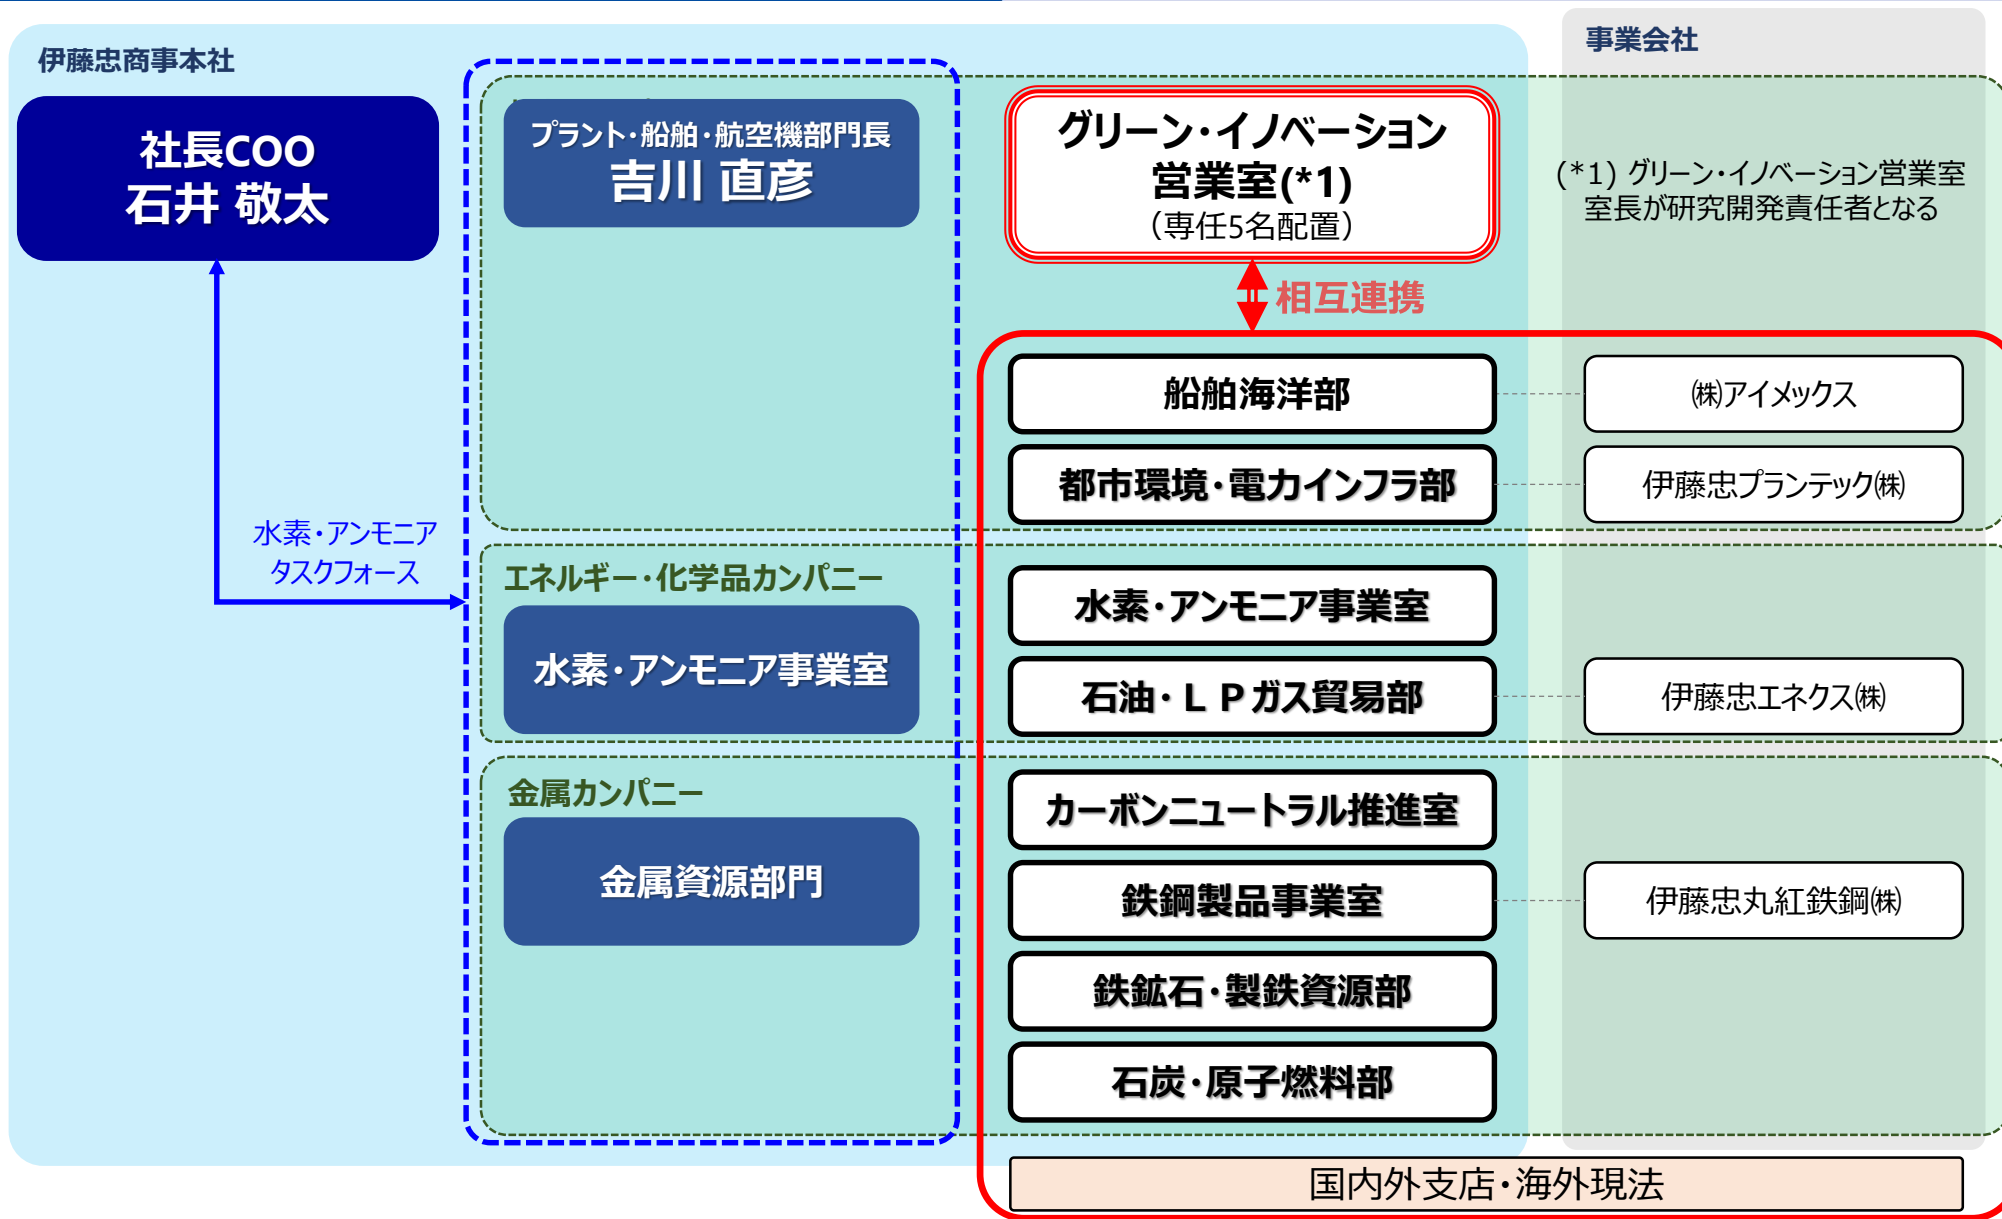 伊藤忠商事本社
事業会社
社長COO
石井 敬太
プラント・船舶・航空機部門長
吉川 直彦
グリーン・イノベーション
営業室(*1)
（専任5名配置）
(*1) グリーン・イノベーション営業室
室長が研究開発責任者となる
相互連携
船舶海洋部
㈱アイメックス
都市環境・電力インフラ部
伊藤忠プランテック㈱
水素・アンモニア
タスクフォース
エネルギー・化学品カンパニー
水素・アンモニア事業室
水素・アンモニア事業室
石油・ＬＰガス貿易部
伊藤忠エネクス㈱
金属カンパニー
金属資源部門
カーボンニュートラル推進室
鉄鋼製品事業室
伊藤忠丸紅鉄鋼㈱
鉄鉱石・製鉄資源部
石炭・原子燃料部
国内外支店・海外現法